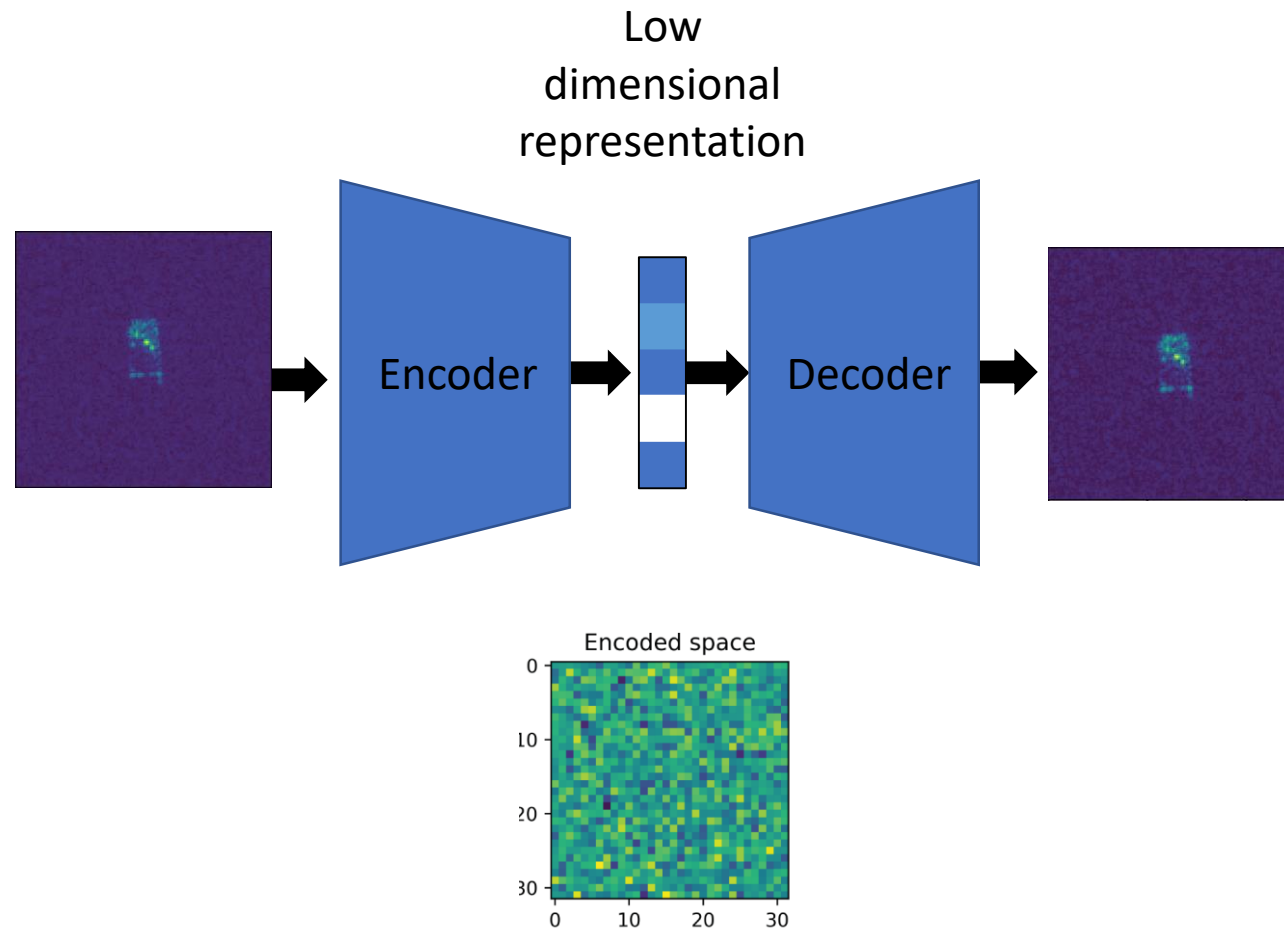 Low
dimensional
representation
Encoder
Decoder
Encoded space
0
10
20
30
0
10
20
30